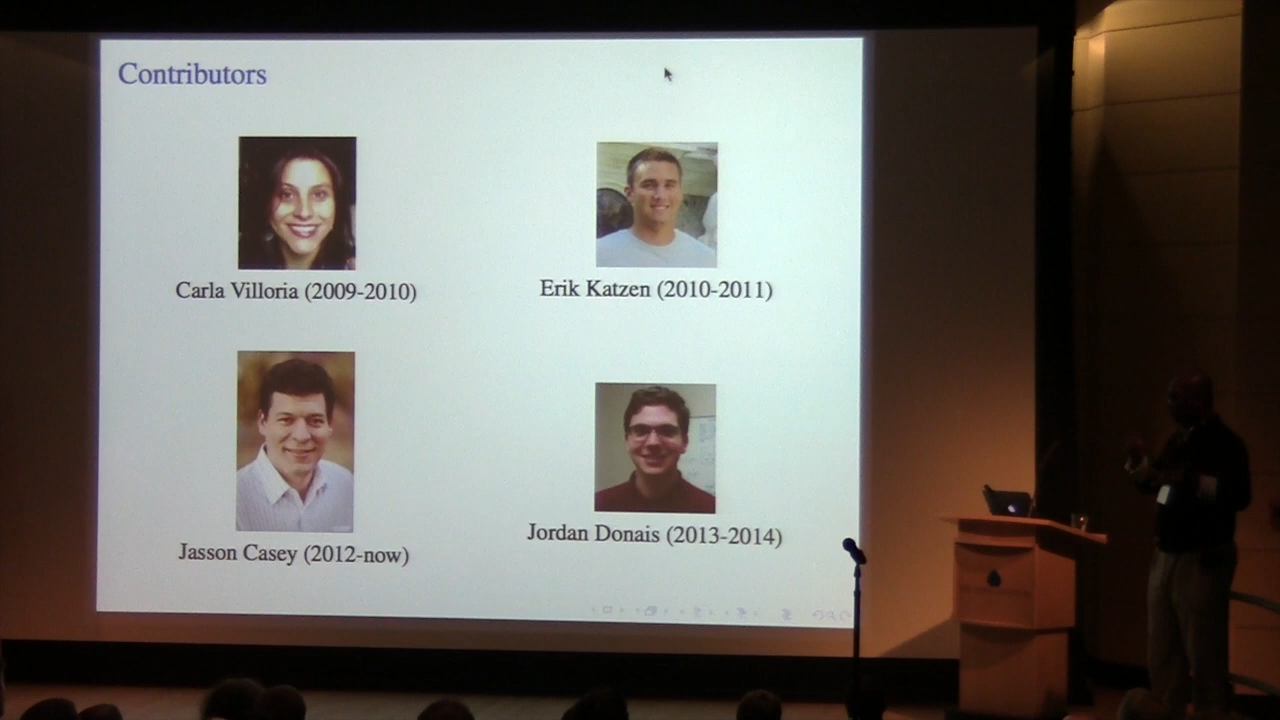 Contributors
Carla Villoria (2009-2010)
Erik Katzen (2010-2011)
Jasson Casey (2012-now)
Jordan Donais (2013-2014)